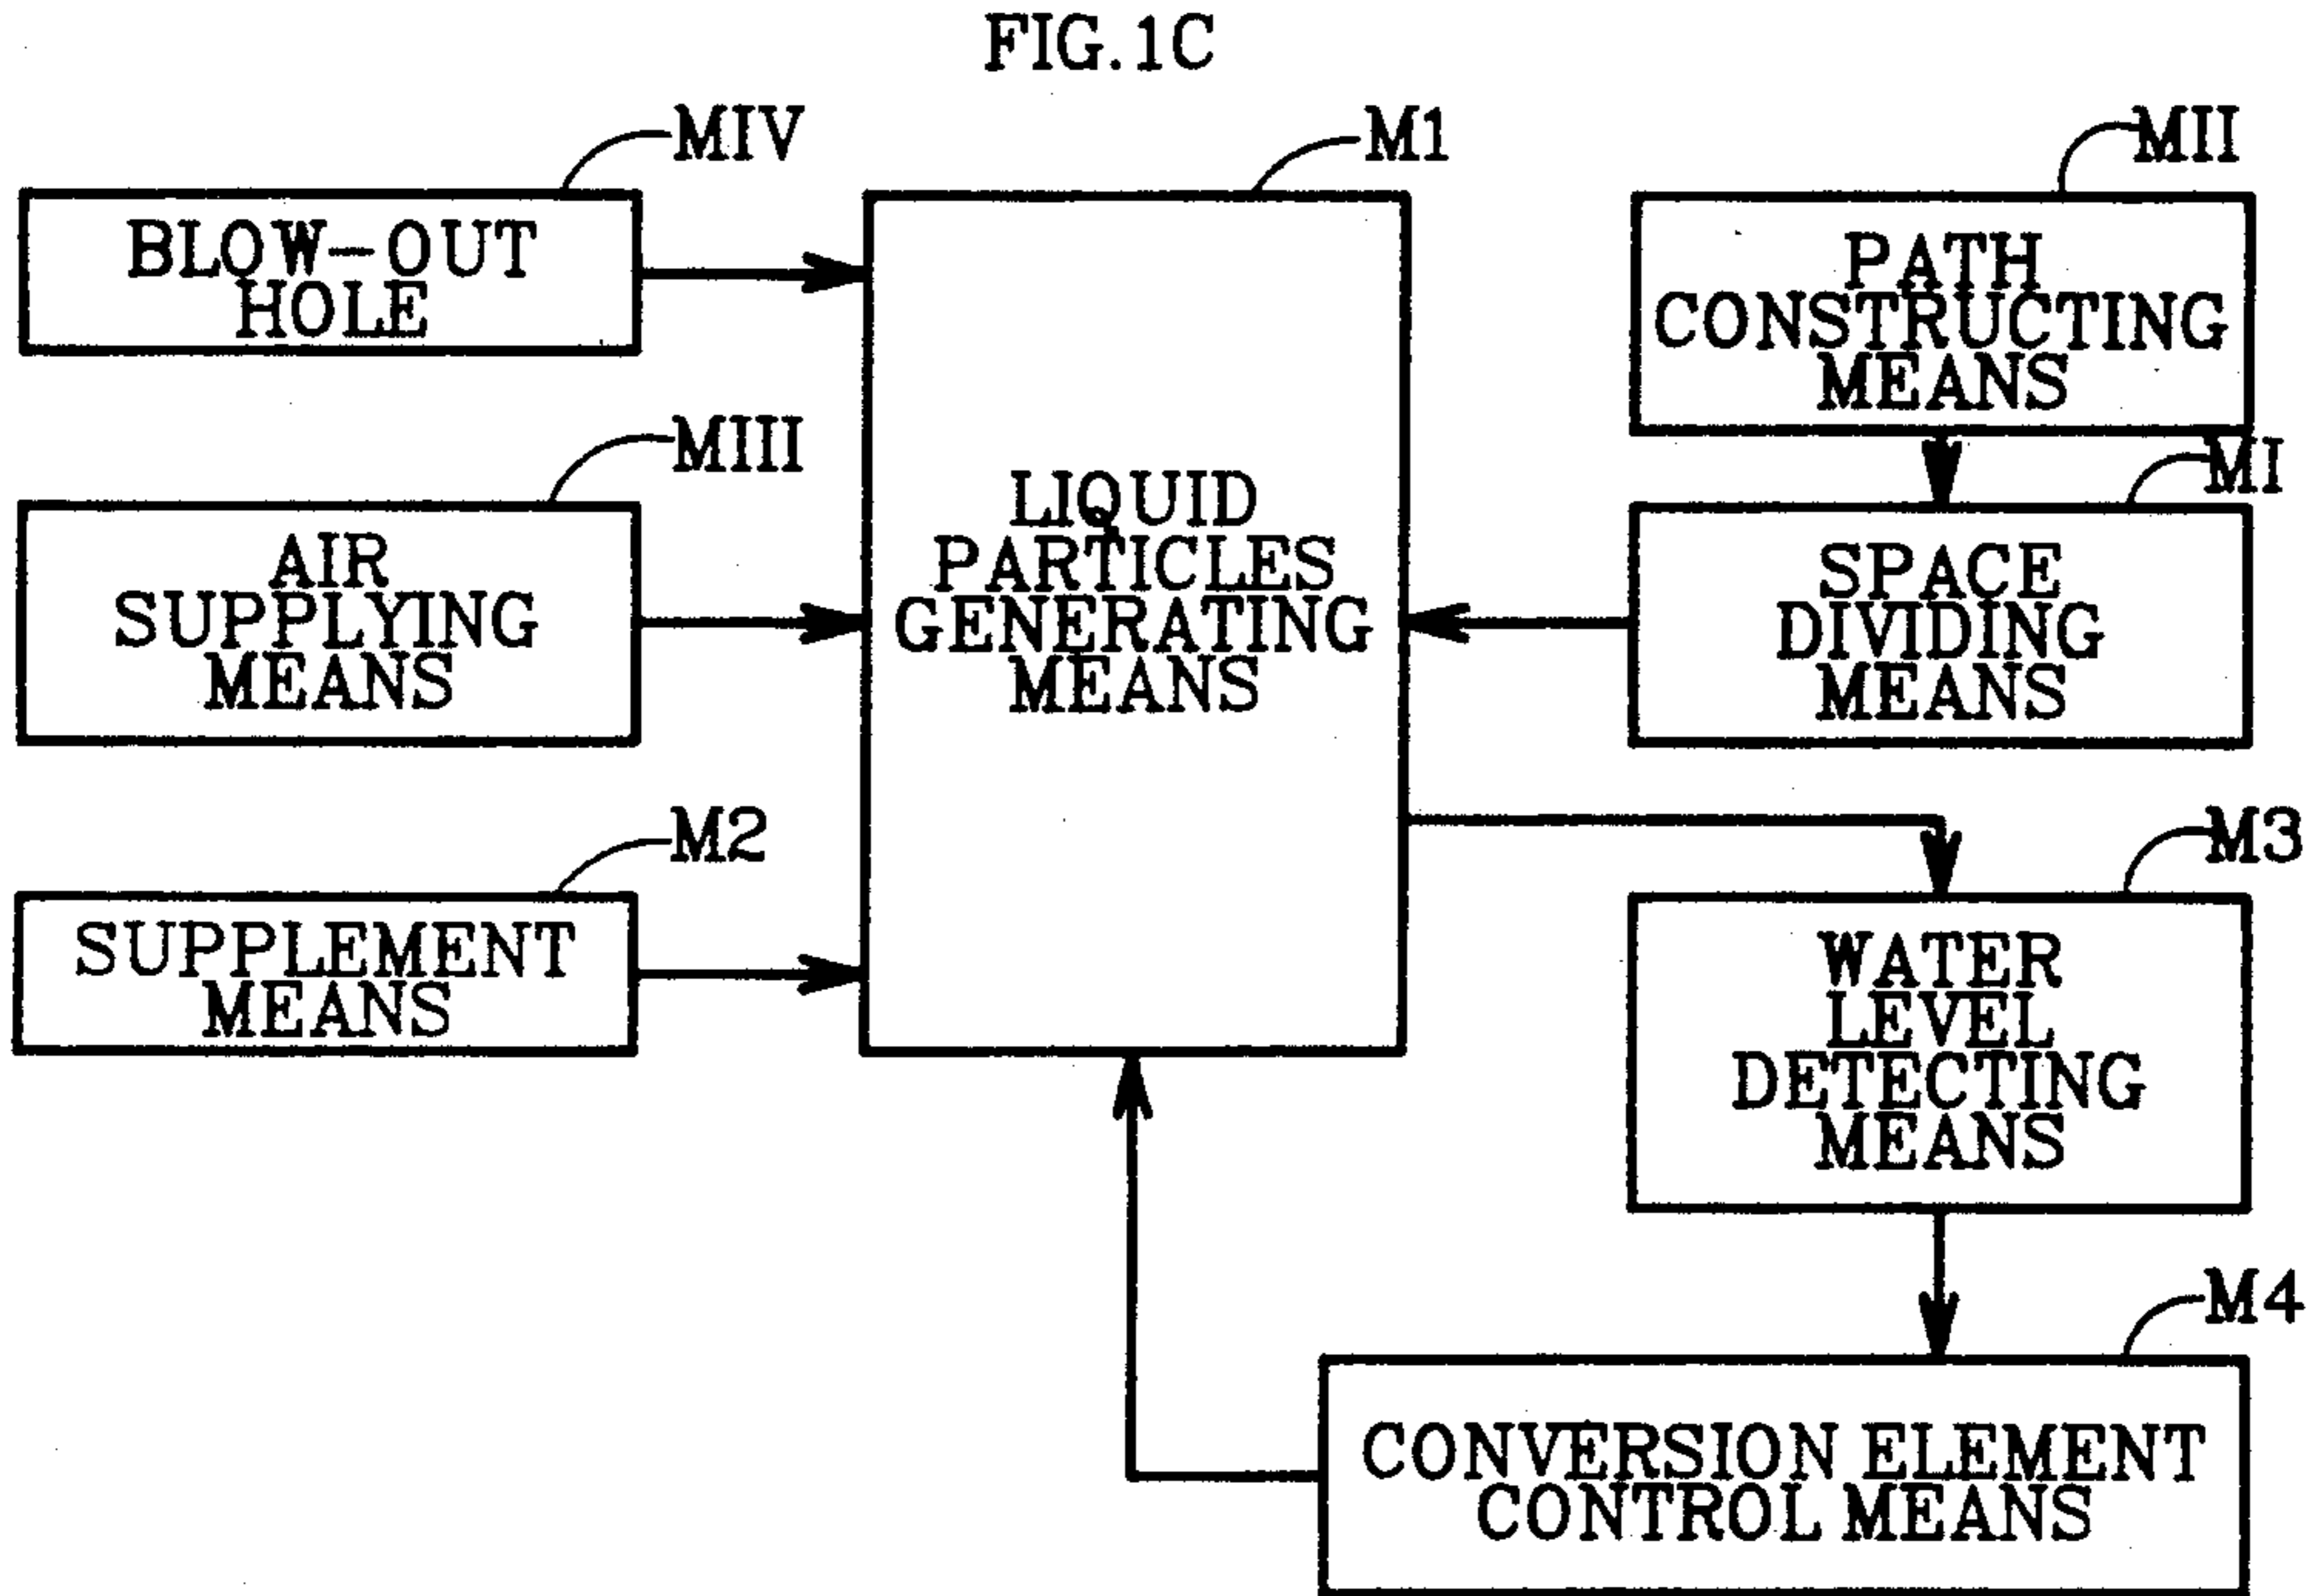 FIG.1C
MIV
BLOW-OUT
HOLE
MIII
AIR
SUPPLYING
MEANS
M2
SUPPLEMENT
MEANS
M1
LIQUID
PARTICLES
GENERATING
MEANS
MII
PATH
CONSTRUCTING
MEANS
MI
SPACE
DIVIDING
MEANS
M3
WATER
LEVEL
DETECTING
MEANS
M4
CONVERSION ELEMENT
CONTROL MEANS